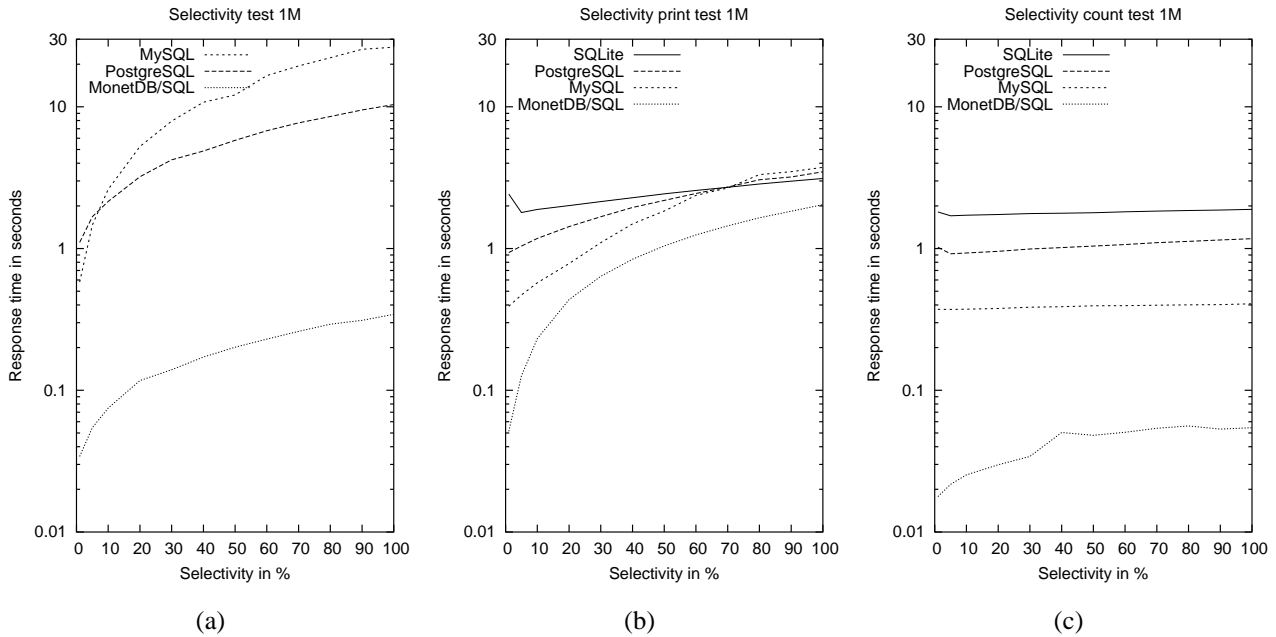 Selectivity test 1M
30
10
1
0.1
0.01
Response time in seconds
MySQL
PostgreSQL
MonetDB/SQL
0 10 20 30 40 50 60 70 80 90 100
Selectivity in %
(a)
Selectivity print test 1M
30
10
1
0.1
0.01
Response time in seconds
SQLite
PostgreSQL
MySQL
MonetDB/SQL
0 10 20 30 40 50 60 70 80 90 100
Selectivity in %
(b)
Selectivity count test 1M
30
10
1
0.1
0.01
Response time in seconds
SQLite
PostgreSQL
MySQL
MonetDB/SQL
0 10 20 30 40 50 60 70 80 90 100
Selectivity in %
(c)